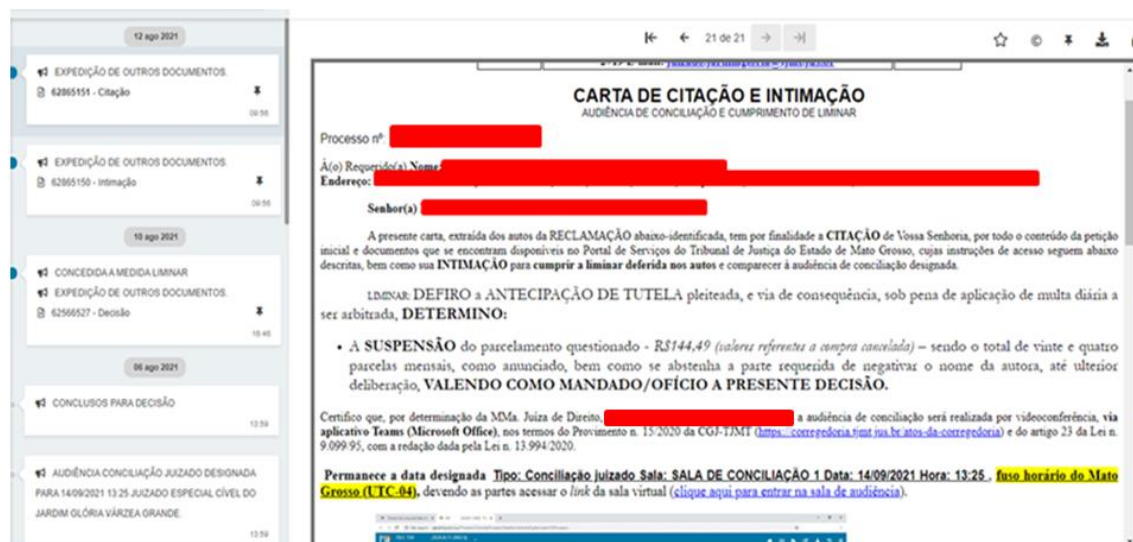 12 ago 2021
EXPEDIÇÃO DE OUTROS DOCUMENTOS.
62865151 - Citação
09:56
EXPEDIÇÃO DE OUTROS DOCUMENTOS.
62865150 - Intimação
09:56
10 ago 2021
CONCEDIDA A MEDIDA LIMINAR
EXPEDIÇÃO DE OUTROS DOCUMENTOS.
62566527 - Decisão
16:46
06 ago 2021
CONCLUSOS PARA DECISÃO
13:59
AUDIÊNCIA CONCILIAÇÃO JUIZADO DESIGNADA
PARA 14/09/2021 13:25 JUIZADO ESPECIAL CÍVEL DO
JARDIM GLÓRIA VÁRZEA GRANDE.
13:59
21 de 21
CARTA DE CITAÇÃO E INTIMAÇÃO
AUDIÊNCIA DE CONCILIAÇÃO E CUMPRIMENTO DE LIMINAR
Processo nº:
À(o) Requerido(a) Nome:
Endereço:
Senhor(a)
A presente carta, extraída dos autos da RECLAMAÇÃO abaixo-identificada, tem por finalidade a CITAÇÃO de Vossa Senhoria, por todo o conteúdo da petição
inicial e documentos que se encontram disponíveis no Portal de Serviços do Tribunal de Justiça do Estado de Mato Grosso, cujas instruções de acesso seguem abaixo
descritas, bem como sua INTIMAÇÃO para cumprir a liminar deferida nos autos e comparecer à audiência de conciliação designada.
LIMINAR: DEFIRO a ANTECIPAÇÃO DE TUTELA pleiteada, e via de consequência, sob pena de aplicação de multa diária a
ser arbitrada, DETERMINO:
• A SUSPENSÃO do parcelamento questionado - R$144,49 (valores referentes a compra cancelada) – sendo o total de vinte e quatro
parcelas mensais, como anunciado, bem como se abstenha a parte requerida de negativar o nome da autora, até ulterior
deliberação, VALENDO COMO MANDADO/OFÍCIO A PRESENTE DECISÃO.
Certifico que, por determinação da MMa. Juíza de Direito, a audiência de conciliação será realizada por videoconferência, via
aplicativo Teams (Microsoft Office), nos termos do Provimento n. 15/2020 da CGJ-TJMT (https://corregedoria.tjmt.jus.br/atos-da-corregedoria) e do artigo 23 da Lei n.
9.099/95, com a redação dada pela Lei n. 13.994/2020.
Permanece a data designada Tipo: Conciliação juizado Sala: SALA DE CONCILIAÇÃO 1 Data: 14/09/2021 Hora: 13:25 , fuso horário do Mato
Grosso (UTC-04), devendo as partes acessar o link da sala virtual (clique aqui para entrar na sala de audiência).